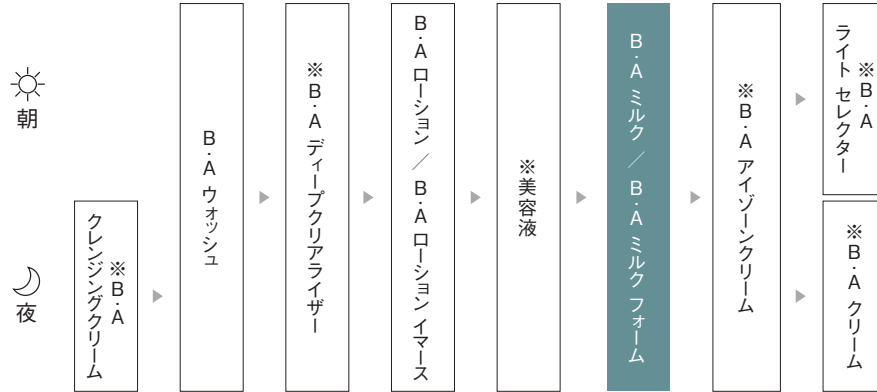 朝
夜
※B・A
クレンジングクリーム
B・A ウォッシュ
※B・A ディープクリアライザー
B・A ローション / B・A ローション イマース
※美容液
B・A ミルク / B・A ミルク フォーム
※B・A アイゾーンクリーム
※B・A
ライト セレクター
※B・A クリーム